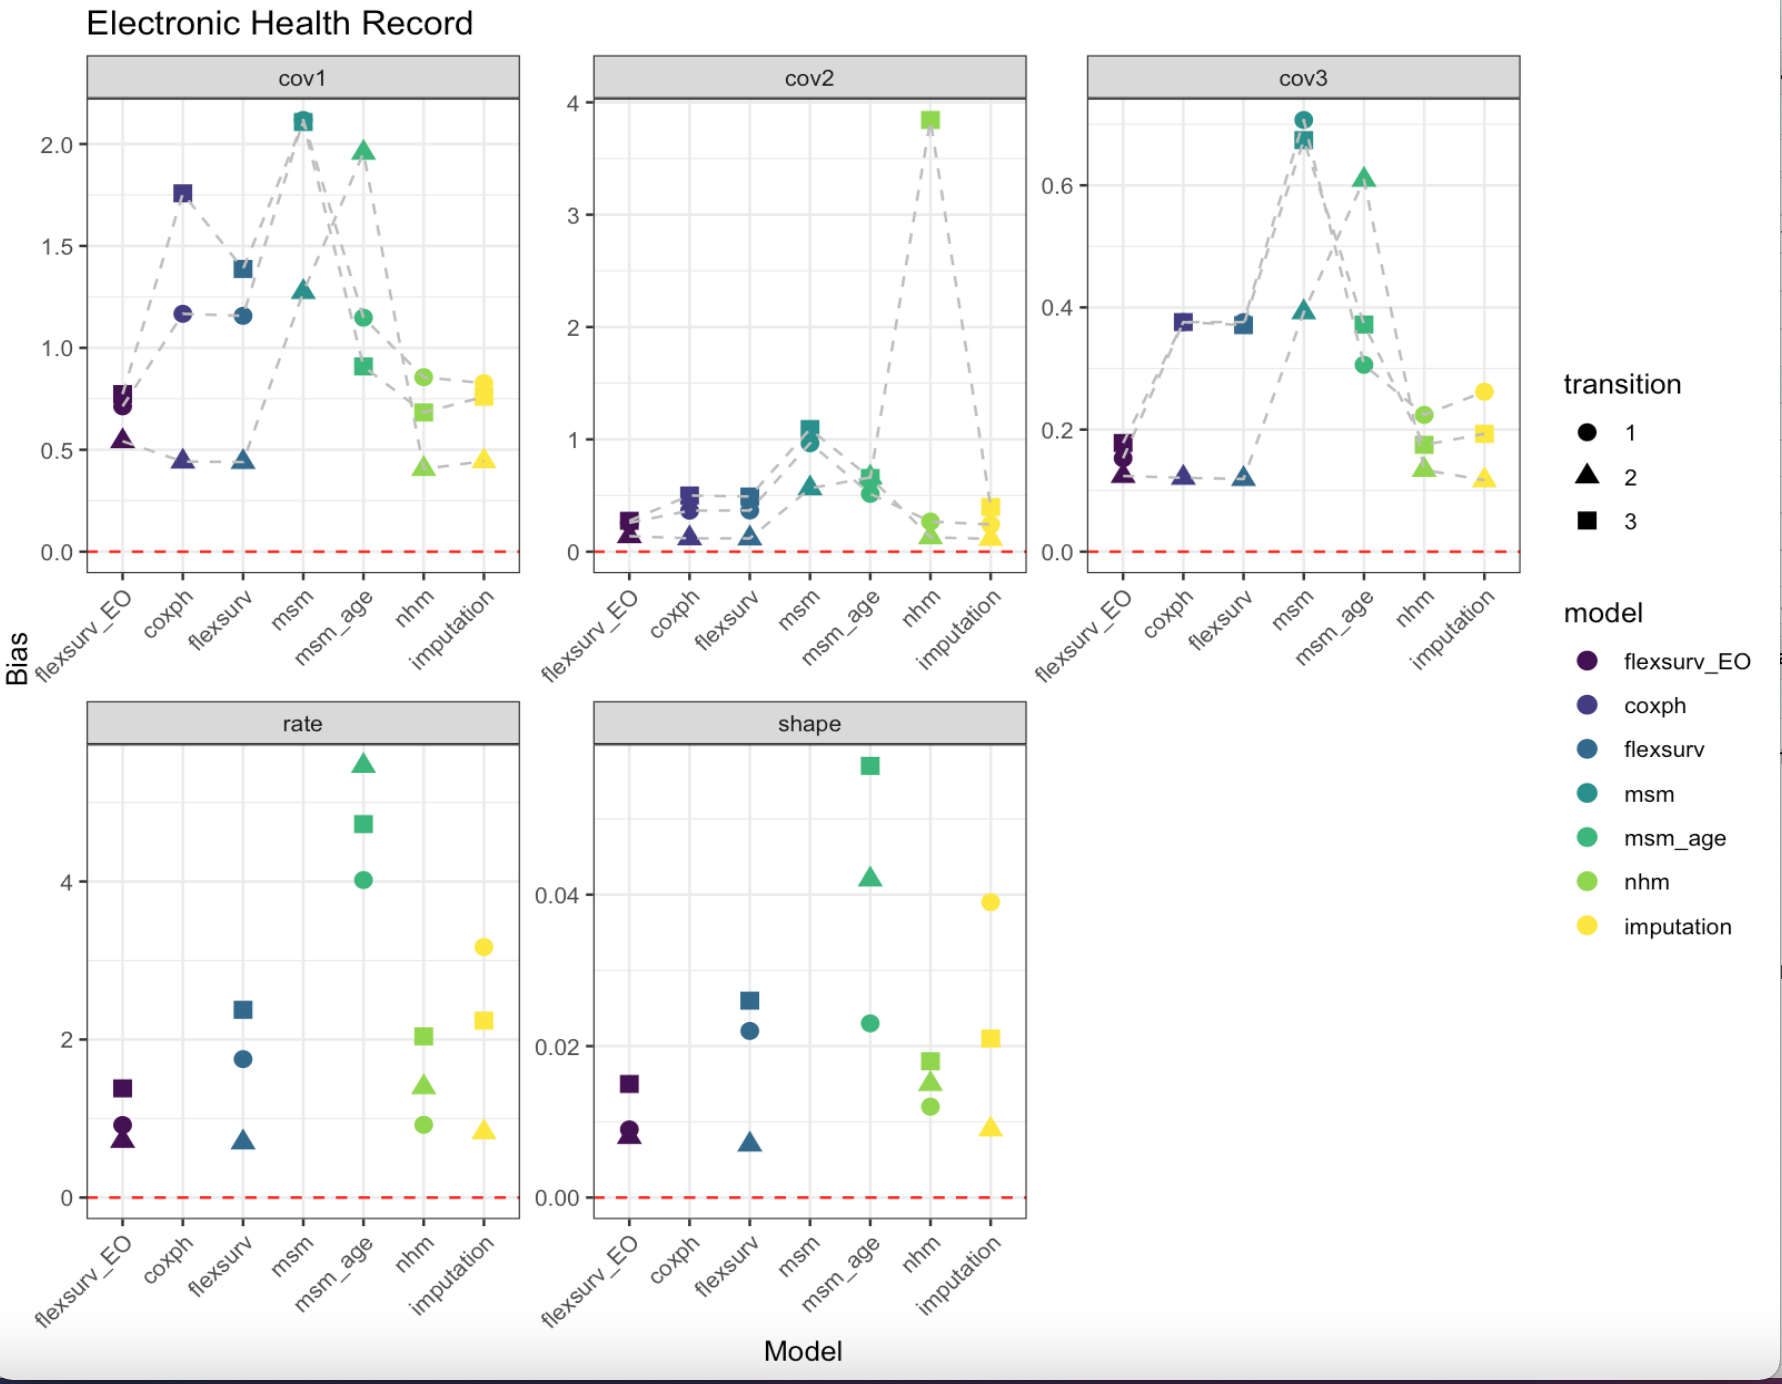 Electronic Health Record
cov1
cov2
cov3
2.0
1.5
1.0
0.5
0.0
4
3
2
1
0
0.6
0.4
0.2
0.0
flexsurv_EO
coxph
flexsurv
msm
msm_age
nhm
imputation
flexsurv_EO
coxph
flexsurv
msm
msm_age
nhm
imputation
flexsurv_EO
coxph
flexsurv
msm
msm_age
nhm
imputation
Bias
rate
shape
4
2
0
0.04
0.02
0.00
flexsurv_EO
coxph
flexsurv
msm
msm_age
nhm
imputation
flexsurv_EO
coxph
flexsurv
msm
msm_age
nhm
imputation
Model
transition
1
2
3
model
flexsurv_EO
coxph
flexsurv
msm
msm_age
nhm
imputation